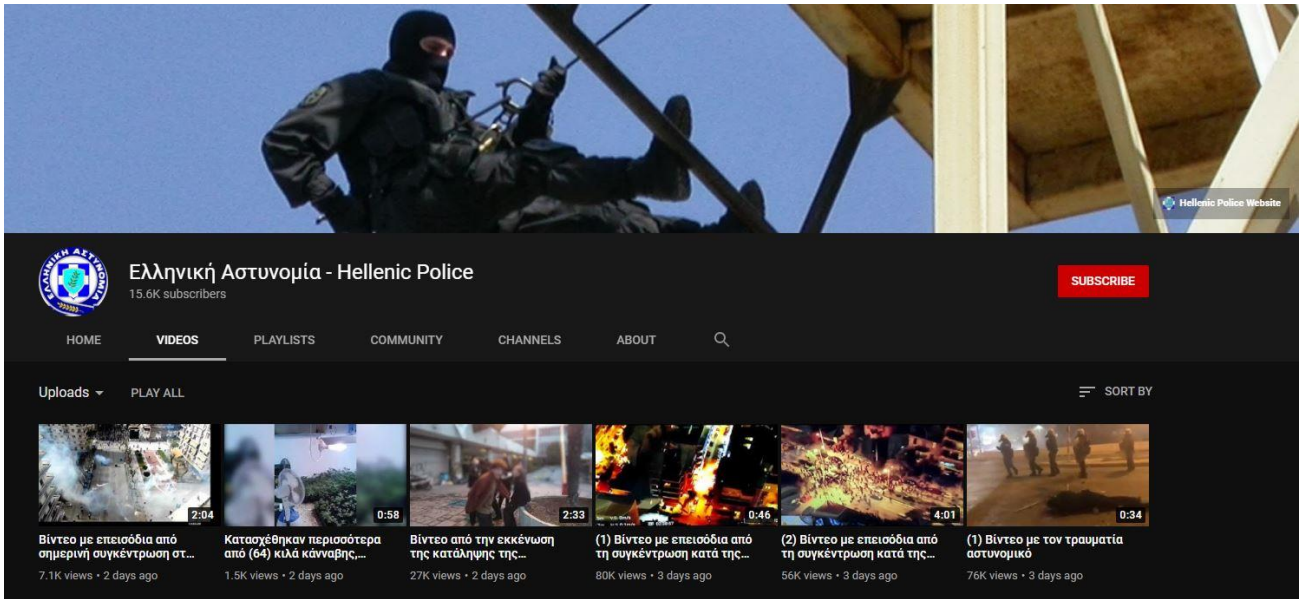 Hellenic Police Website
ΕΛΛΗΝΙΚΗ ΑΣΤΥΝΟΜΙΑ
Ελληνική Αστυνομία - Hellenic Police
15.6K subscribers
SUBSCRIBE
HOME VIDEOS PLAYLISTS COMMUNITY CHANNELS ABOUT
Uploads PLAY ALL SORT BY
2:04 0:58 2:33 0:46 4:01 0:34
Βίντεο με επεισόδια από
σημερινή συγκέντρωση στ...
7.1K views • 2 days ago
Κατασχέθηκαν περισσότερα
από (64) κιλά κάνναβης,...
1.5K views • 2 days ago
Βίντεο από την εκκένωση
της κατάληψης της...
27K views • 2 days ago
(1) Βίντεο με επεισόδια από
τη συγκέντρωση κατά της...
80K views • 3 days ago
(2) Βίντεο με επεισόδια από
τη συγκέντρωση κατά της...
56K views • 3 days ago
(1) Βίντεο με τον τραυματία
αστυνομικό
76K views • 3 days ago